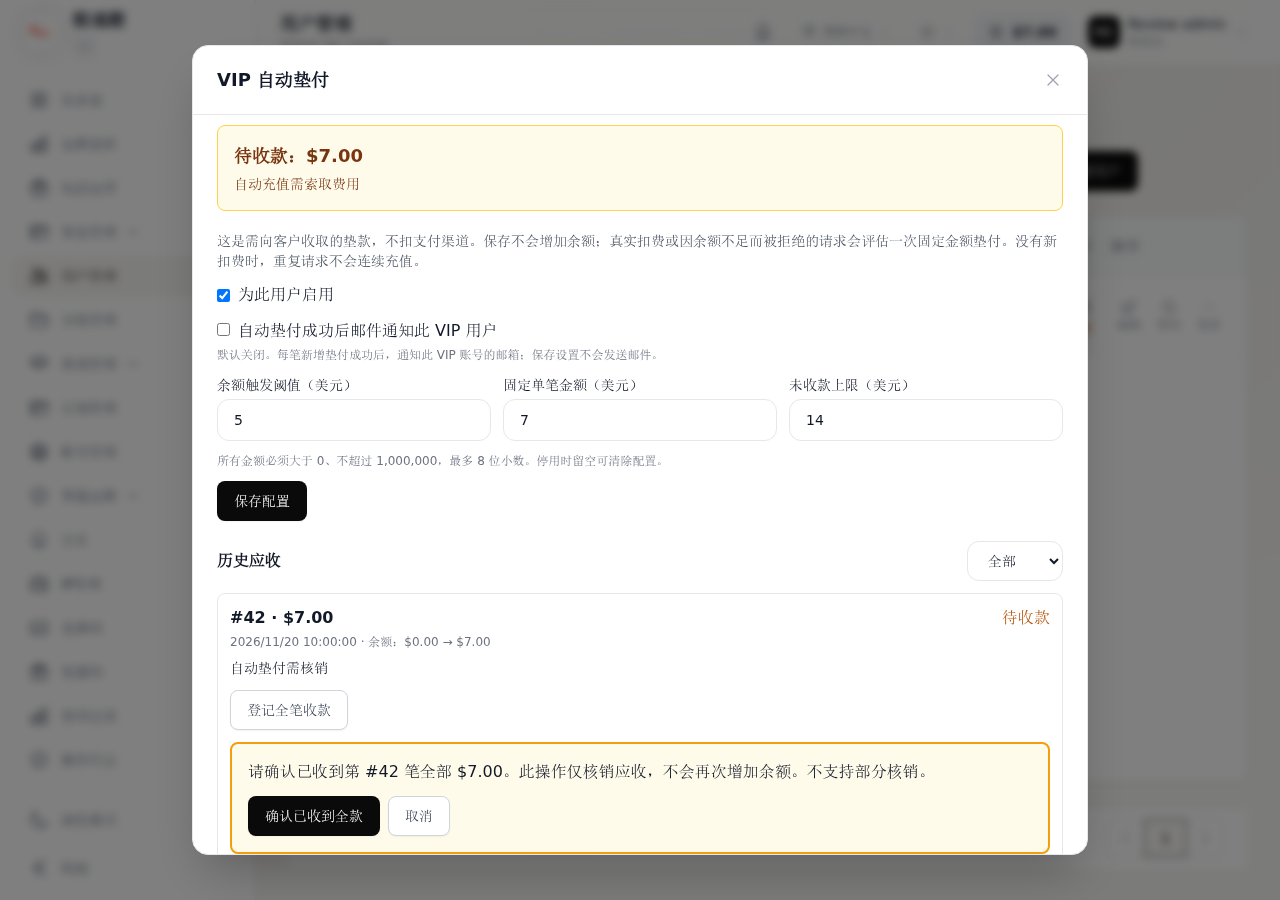 VIP 自动垫付
待收款：$7.00
自动充值需索取费用
这是需向客户收取的垫款，不扣支付渠道。保存不会增加余额；真实扣费或因余额不足而被拒绝的请求会评估一次固定金额垫付。没有新
扣费时，重复请求不会连续充值。
为此用户启用
自动垫付成功后邮件通知此 VIP 用户
默认关闭。每笔新增垫付成功后，通知此 VIP 账号的邮箱；保存设置不会发送邮件。
余额触发阈值（美元） 固定单笔金额（美元） 未收款上限（美元）
5 7 14
所有金额必须大于 0、不超过 1,000,000，最多 8 位小数。停用时留空可清除配置。
保存配置
历史应收 全部
#42 · $7.00 待收款
2026/11/20 10:00:00 · 余额：$0.00 → $7.00
自动垫付需核销
登记全笔收款
请确认已收到第 #42 笔全部 $7.00。此操作仅核销应收，不会再次增加余额。不支持部分核销。
确认已收到全款 取消